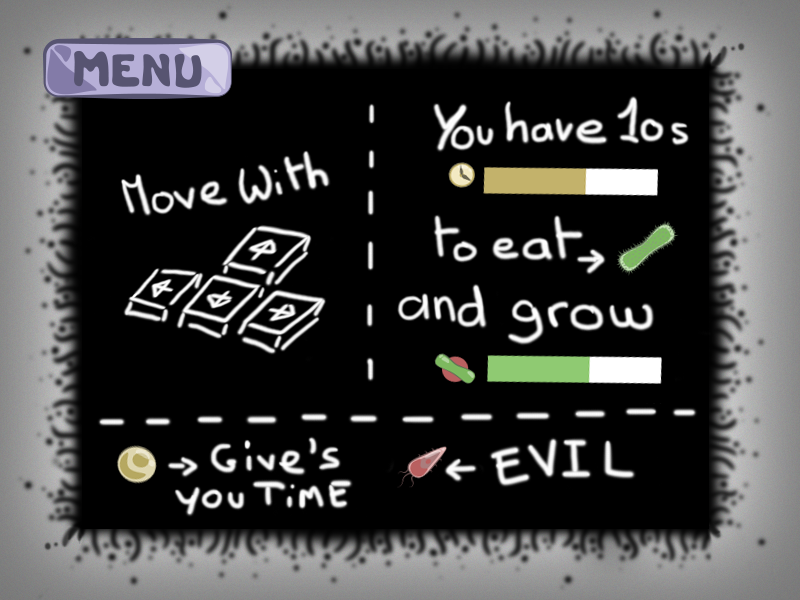 MENU
Move With
You have 10s
to eat
and grow
Give's
you TiME
EVIL